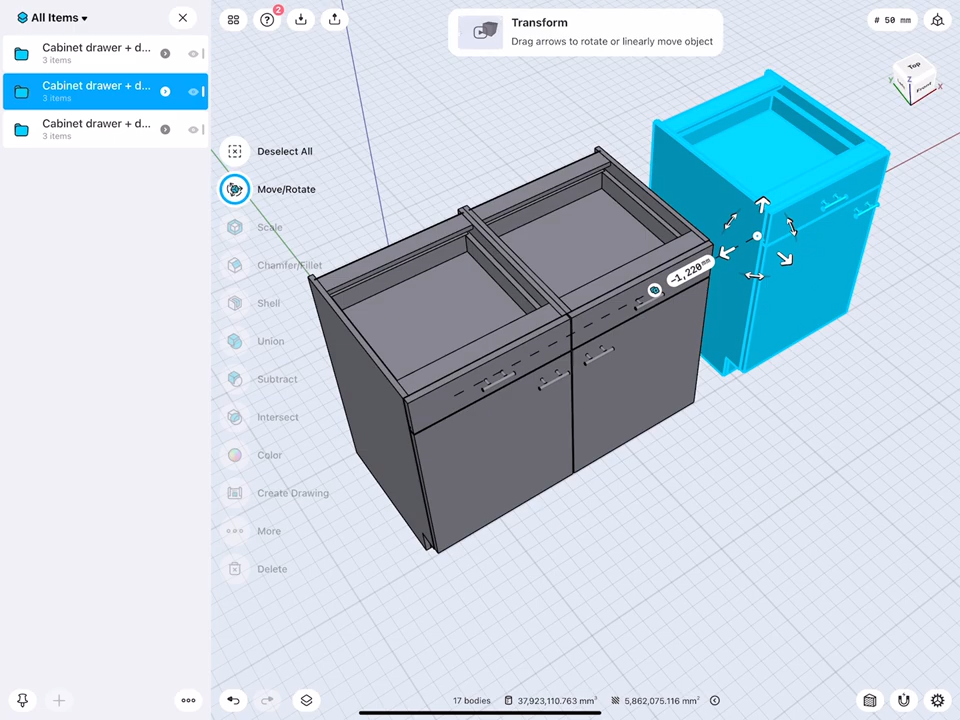 All Items
Cabinet drawer + d...
3 items
Cabinet drawer + d...
3 items
Cabinet drawer + d...
3 items
2
Transform
Drag arrows to rotate or linearly move object
# 50 mm
Top
Front
Z
Y
X
Deselect All
Move/Rotate
Scale
Chamfer/Fillet
Shell
Union
Subtract
Intersect
Color
Create Drawing
More
Delete
-1,220 mm
17 bodies
37,923,110.763 mm³
5,862,075.116 mm²